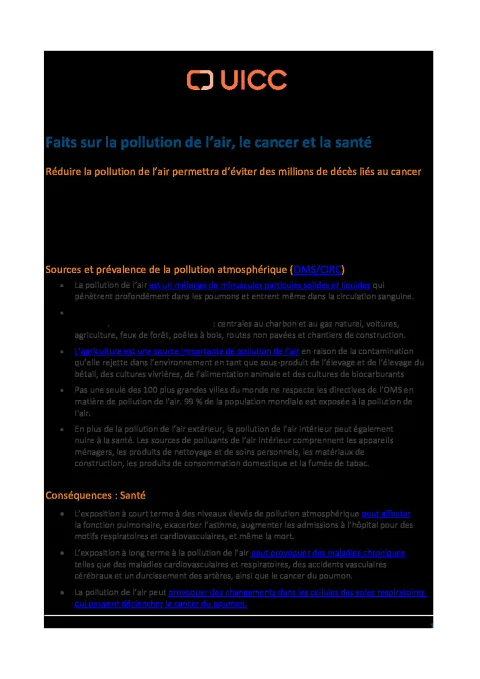 UICC
Faits sur la pollution de l'air, le cancer et la santé
Réduire la pollution de l'air permettra d'éviter des millions de décès liés au cancer
Sources et prévalence de la pollution atmosphérique (OMS/CIRC)
• La pollution de l'air est un mélange de minuscules particules solides et liquides qui
pénètrent profondément dans les poumons et entrent même dans la circulation sanguine.
•
. : centrales au charbon et au gaz naturel, voitures,
agriculture, feux de forêt, poêles à bois, routes non pavées et chantiers de construction.
• L'agriculture est une source importante de pollution de l'air en raison de la contamination
qu'elle rejette dans l'environnement en tant que sous-produit de l'élevage et de l'élevage du
bétail, des cultures vivrières, de l'alimentation animale et des cultures de biocarburants
• Pas une seule des 100 plus grandes villes du monde ne respecte les directives de l'OMS en
matière de pollution de l'air. 99 % de la population mondiale est exposée à la pollution de
l'air.
• En plus de la pollution de l'air extérieur, la pollution de l'air intérieur peut également
nuire à la santé. Les sources de polluants de l'air intérieur comprennent les appareils
ménagers, les produits de nettoyage et de soins personnels, les matériaux de
construction, les produits de consommation domestique et la fumée de tabac.
Conséquences : Santé
• L'exposition à court terme à des niveaux élevés de pollution atmosphérique peut affecter
la fonction pulmonaire, exacerber l'asthme, augmenter les admissions à l'hôpital pour des
motifs respiratoires et cardiovasculaires, et même la mort.
• L'exposition à long terme à la pollution de l'air peut provoquer des maladies chroniques
telles que des maladies cardiovasculaires et respiratoires, des accidents vasculaires
cérébraux et un durcissement des artères, ainsi que le cancer du poumon.
• La pollution de l'air peut provoquer des changements dans les cellules des voies respiratoires
qui peuvent déclencher le cancer du poumon.